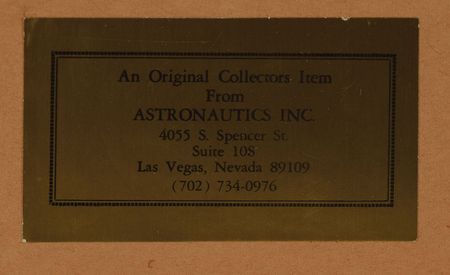 An Original Collectors Item
From
ASTRONAUTICS INC.
4055 S. Spencer St.
Suite 108
Las Vegas, Nevada 89109
(702) 734-0976